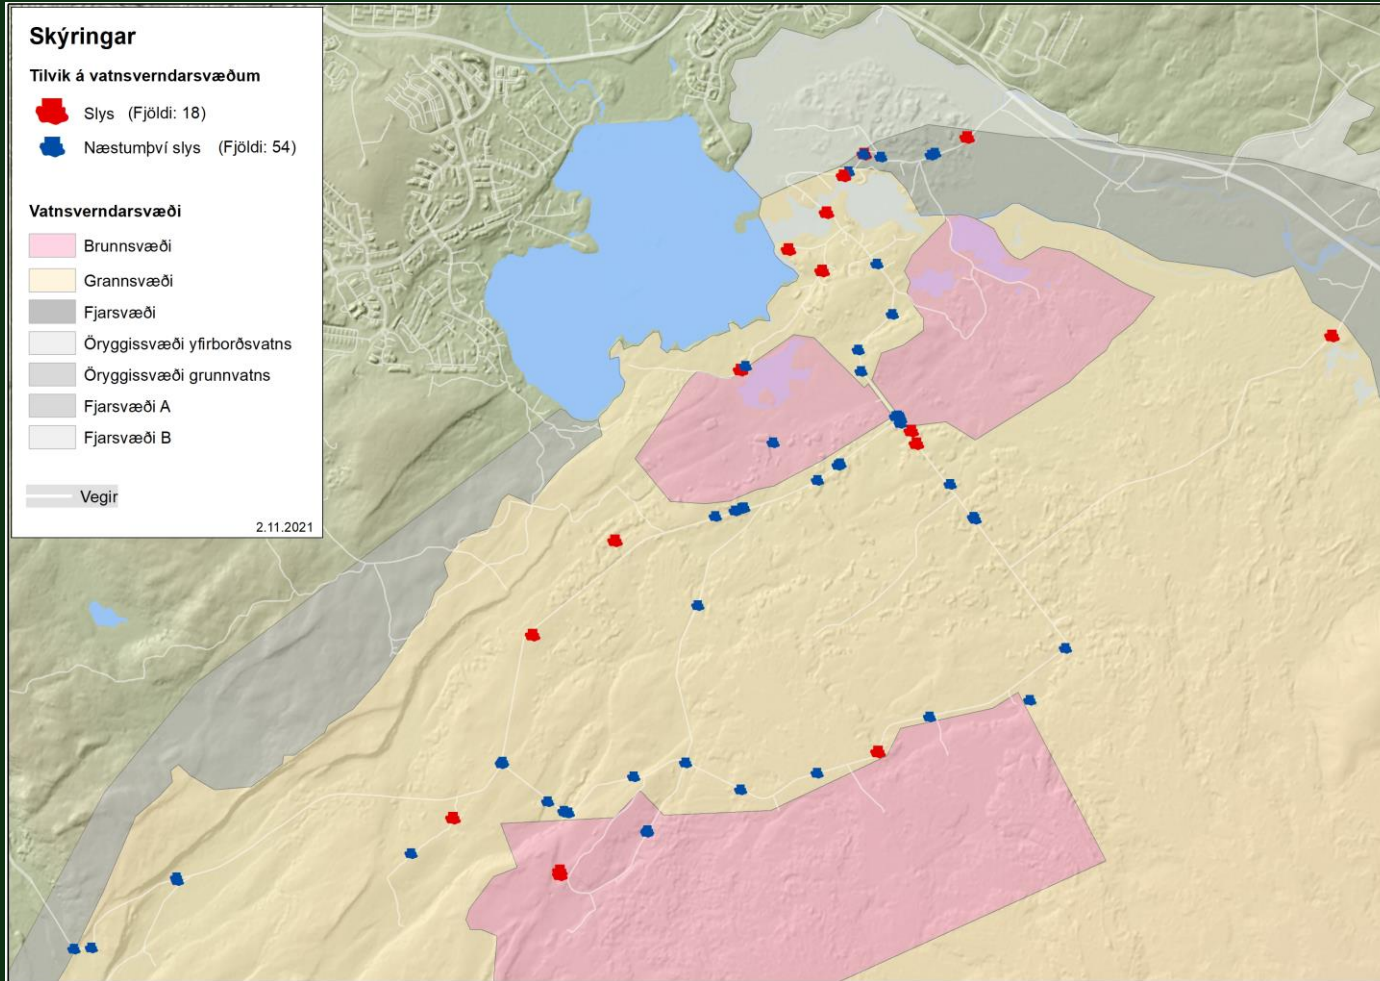 Skýringar
Tilvik á vatnsverndarsvæðum
Slys (Fjöldi: 18)
Næstumþví slys (Fjöldi: 54)
Vatnsverndarsvæði
Brunnsvæði
Grannsvæði
Fjarsvæði
Öryggissvæði yfirborðsvatns
Öryggissvæði grunnvatns
Fjarsvæði A
Fjarsvæði B
Vegir
2.11.2021